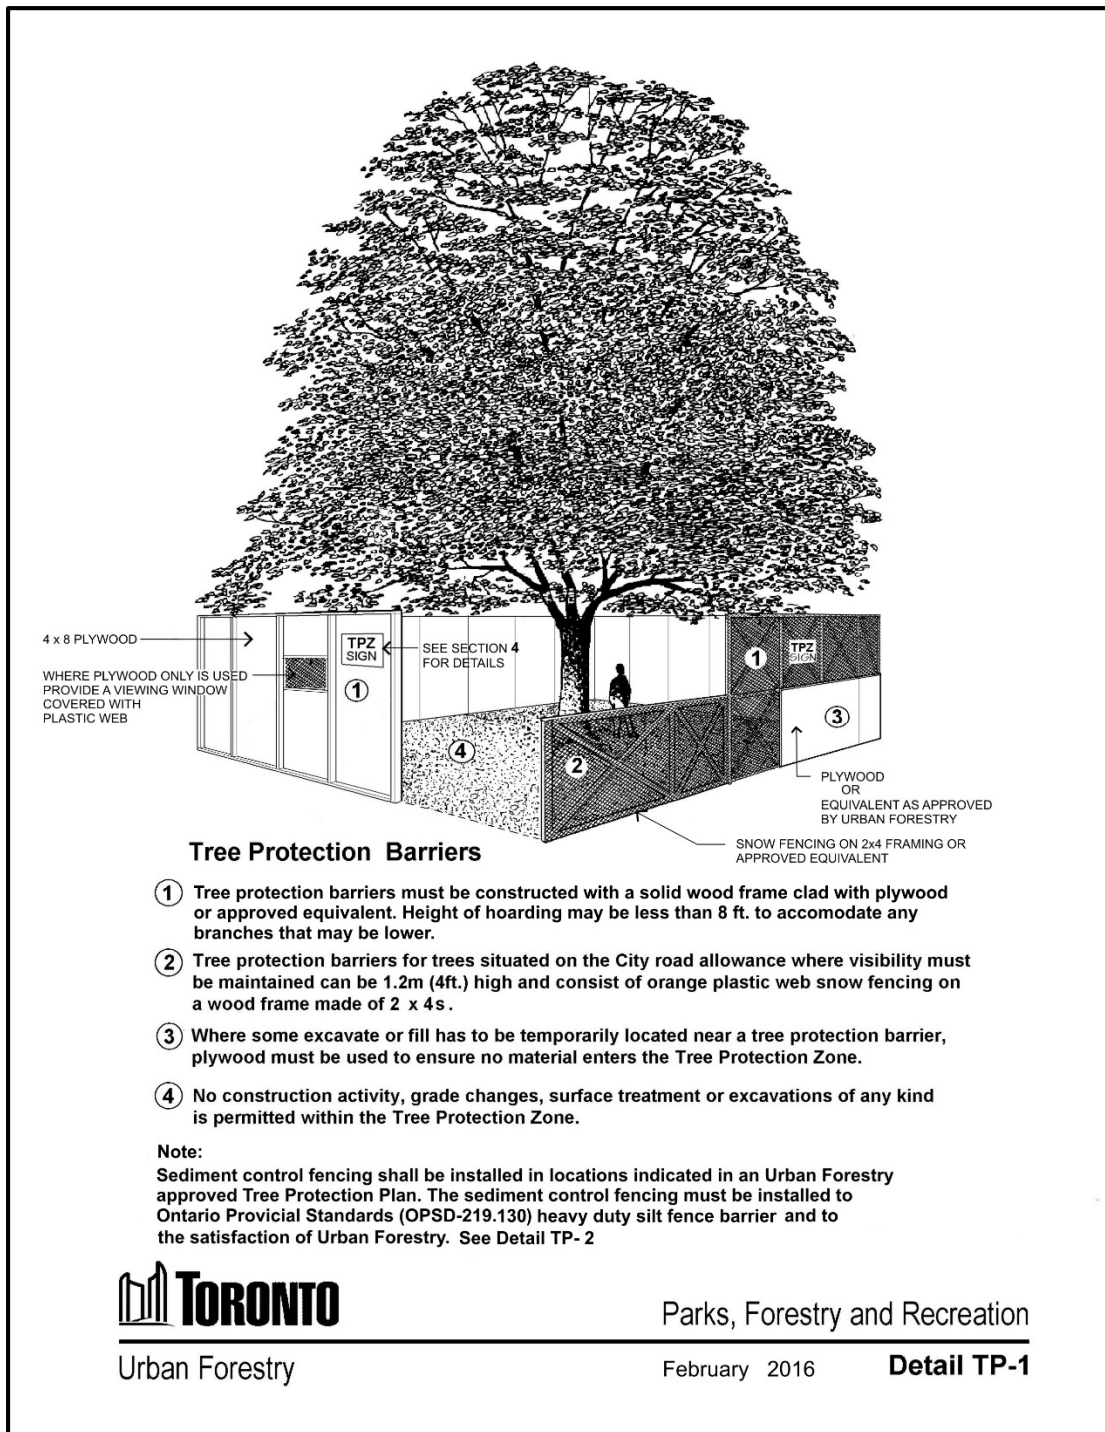 4 x 8 PLYWOOD
WHERE PLYWOOD ONLY IS USED
PROVIDE A VIEWING WINDOW
COVERED WITH
PLASTIC WEB
TPZ
SIGN
1
SEE SECTION 4
FOR DETAILS
4
2
1
TPZ
SIGN
3
PLYWOOD
OR
EQUIVALENT AS APPROVED
BY URBAN FORESTRY
SNOW FENCING ON 2x4 FRAMING OR
APPROVED EQUIVALENT
Tree Protection Barriers
1 Tree protection barriers must be constructed with a solid wood frame clad with plywood
or approved equivalent. Height of hoarding may be less than 8 ft. to accomodate any
branches that may be lower.
2 Tree protection barriers for trees situated on the City road allowance where visibility must
be maintained can be 1.2m (4ft.) high and consist of orange plastic web snow fencing on
a wood frame made of 2 x 4s.
3 Where some excavate or fill has to be temporarily located near a tree protection barrier,
plywood must be used to ensure no material enters the Tree Protection Zone.
4 No construction activity, grade changes, surface treatment or excavations of any kind
is permitted within the Tree Protection Zone.
Note:
Sediment control fencing shall be installed in locations indicated in an Urban Forestry
approved Tree Protection Plan. The sediment control fencing must be installed to
Ontario Provicial Standards (OPSD-219.130) heavy duty silt fence barrier and to
the satisfaction of Urban Forestry. See Detail TP- 2
TORONTO
Parks, Forestry and Recreation
Urban Forestry
February 2016
Detail TP-1